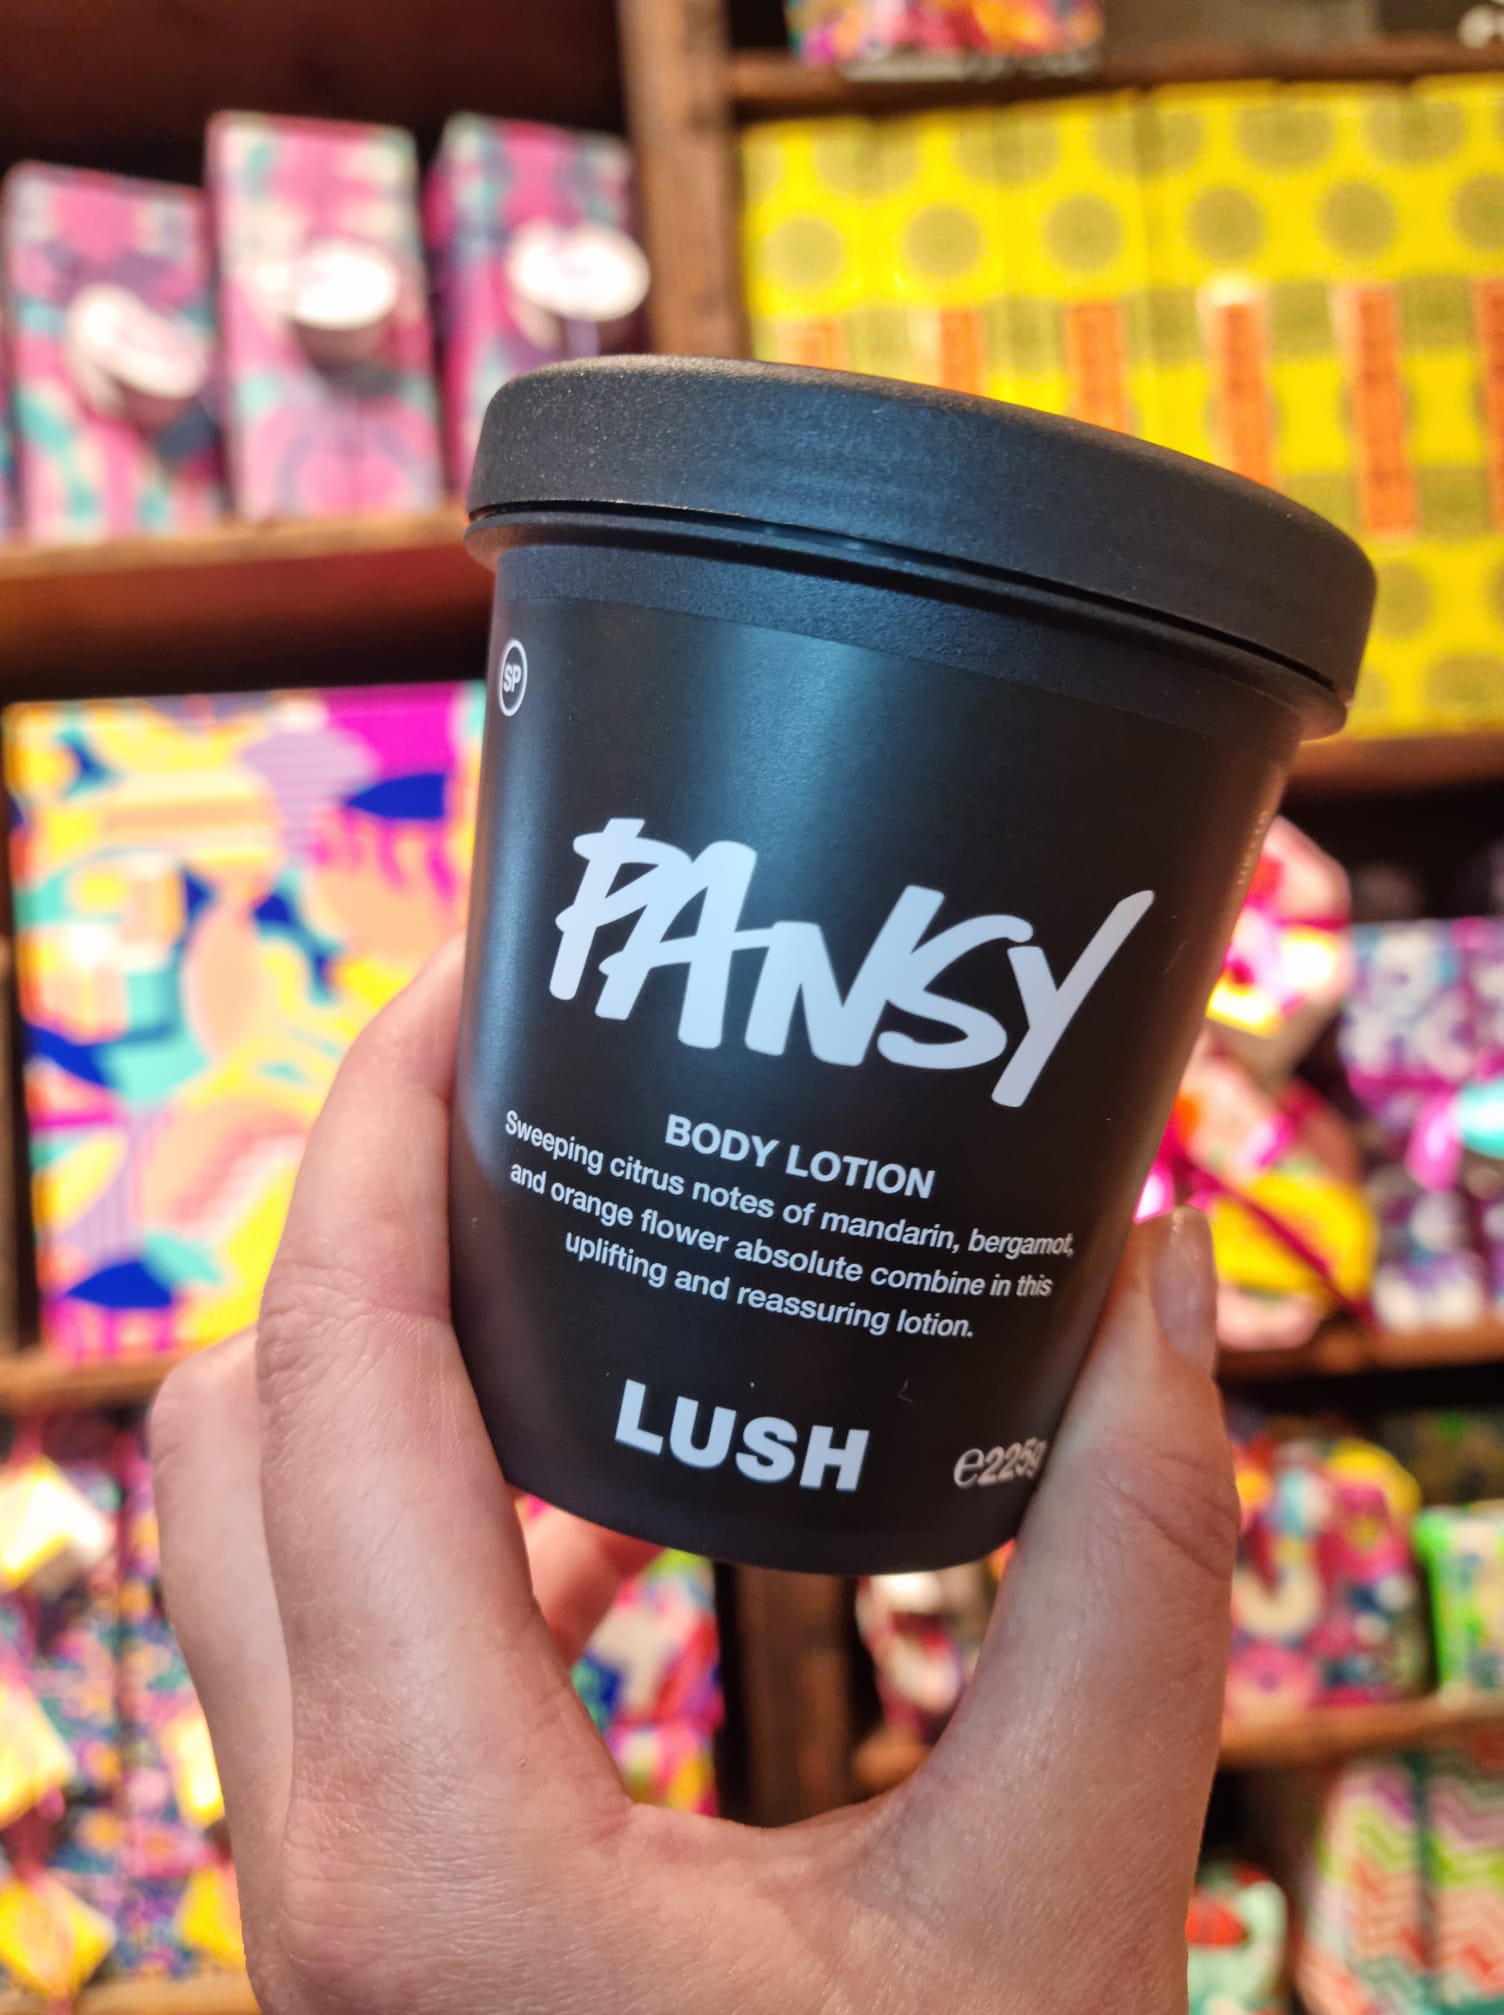 SP
PANSY
BODY LOTION
Sweeping citrus notes of mandarin, bergamot,
and orange flower absolute combine in this
uplifting and reassuring lotion.
LUSH
℮225g